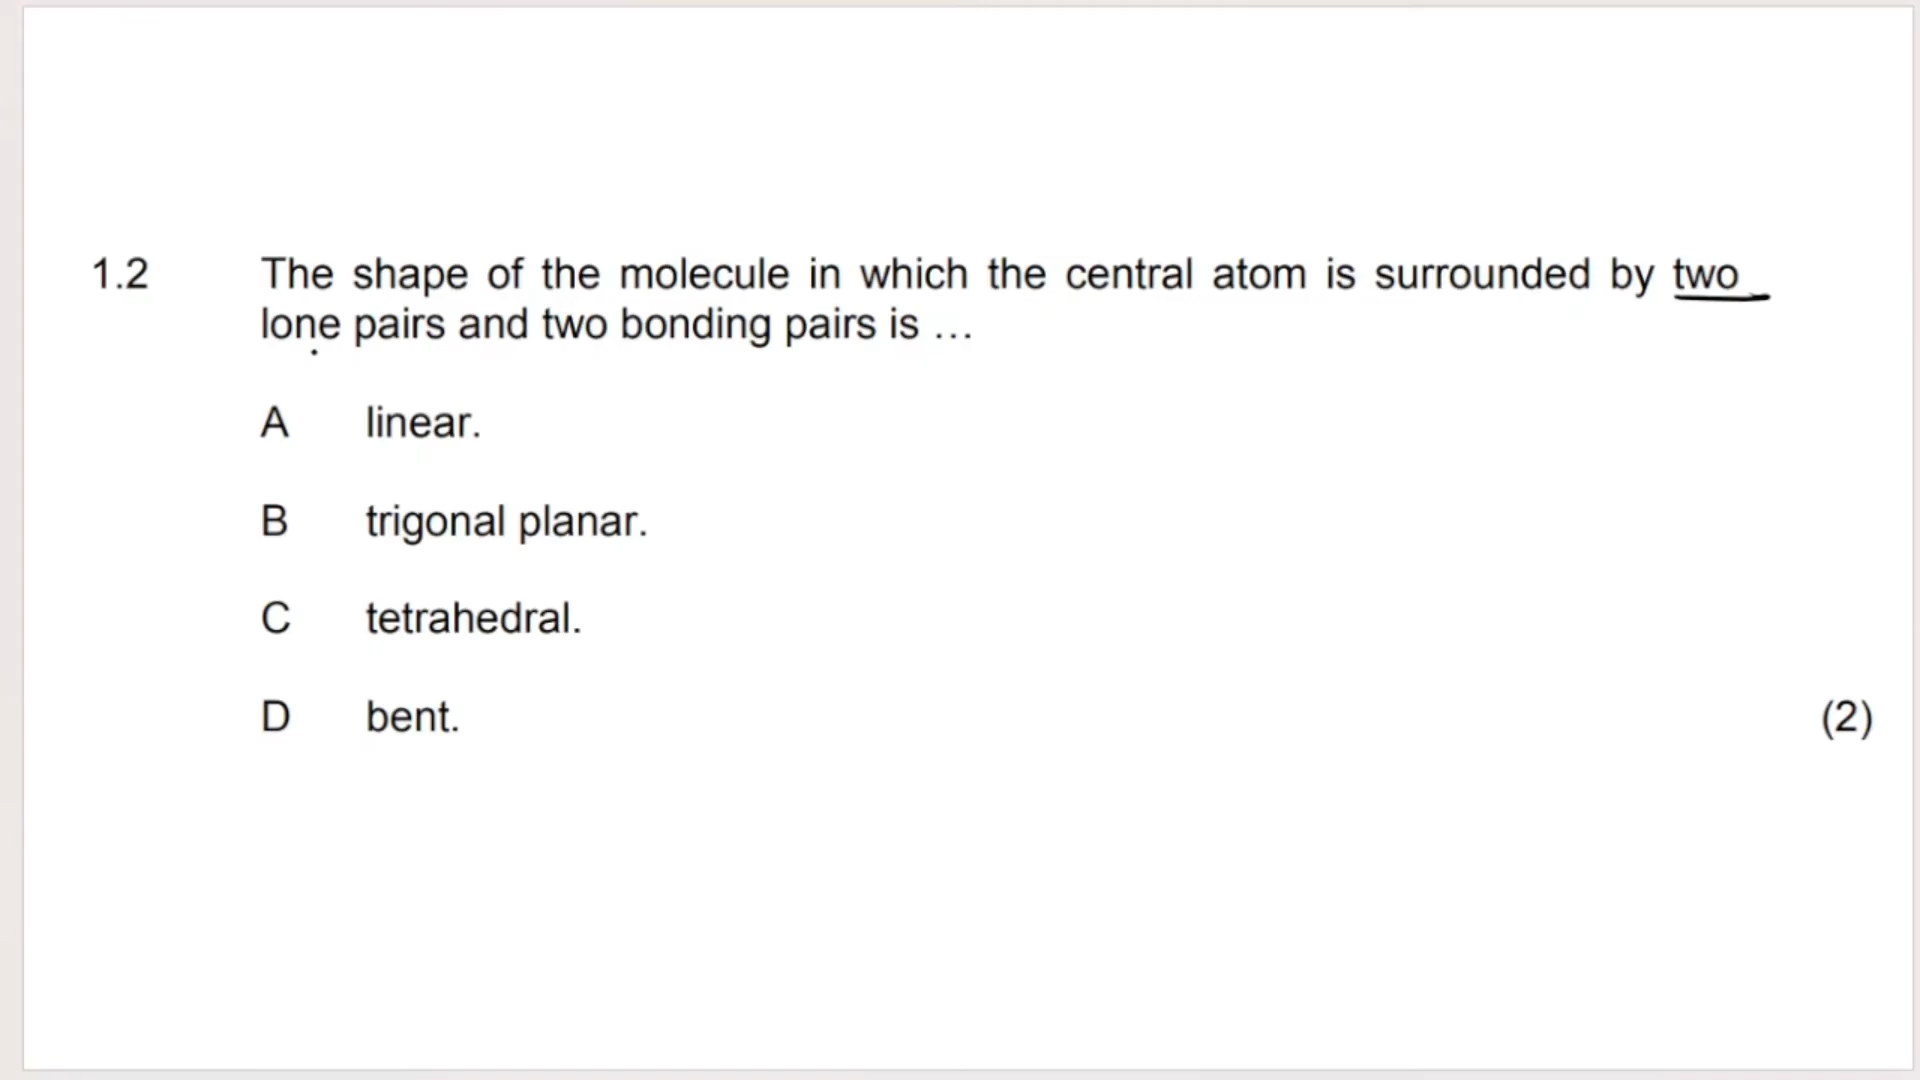 1.2 The shape of the molecule in which the central atom is surrounded by two
lone pairs and two bonding pairs is ...
A linear.
B trigonal planar.
C tetrahedral.
D bent. (2)